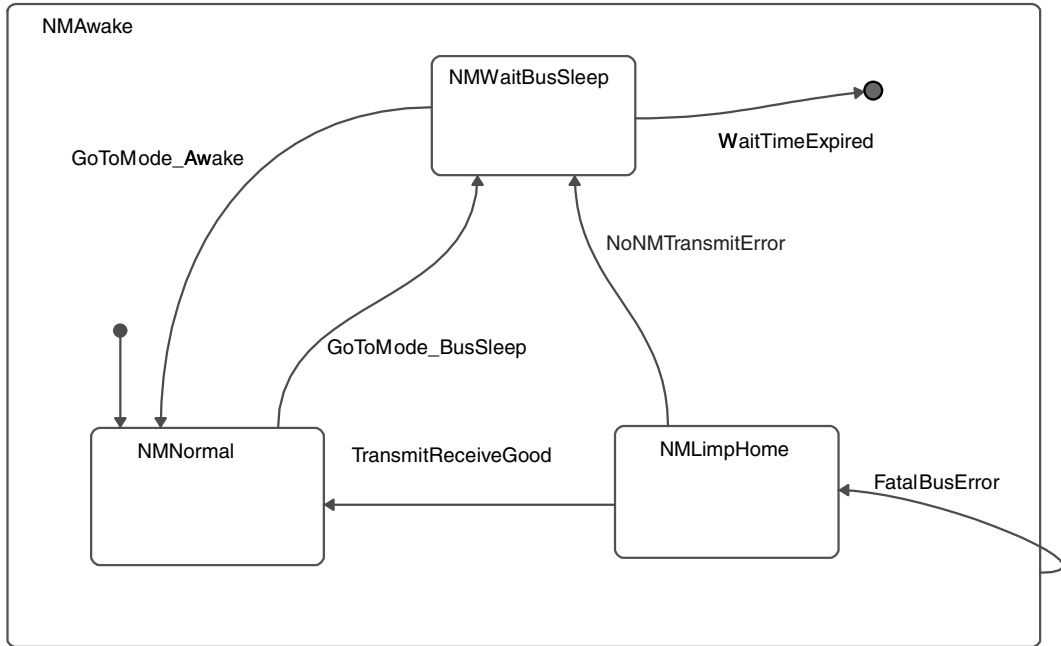 NMAwake
NMWaitBusSleep
WaitTimeExpired
GoToMode_Awake
NoNMTransmitError
GoToMode_BusSleep
NMNormal
TransmitReceiveGood
NMLimpHome
FatalBusError